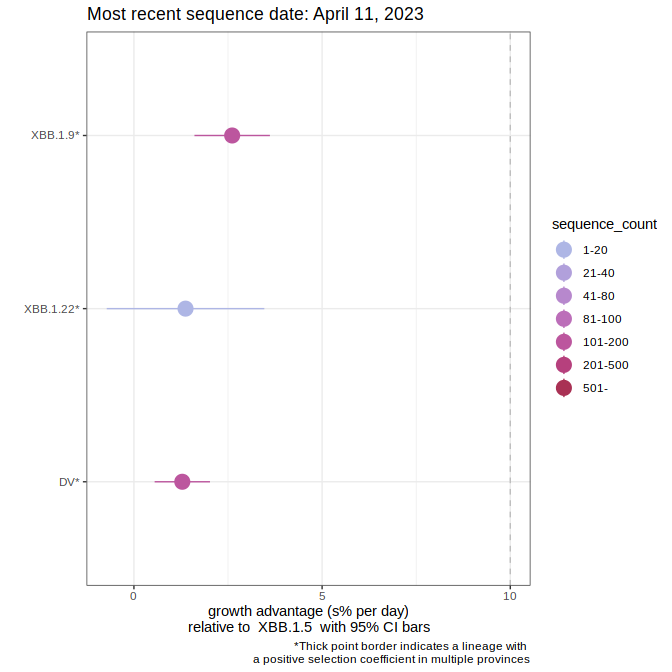 Most recent sequence date: April 11, 2023
XBB.1.9*
XBB.1.22*
DV*
0
5
10
growth advantage (s% per day)
relative to  XBB.1.5  with 95% CI bars
*Thick point border indicates a lineage with
a positive selection coefficient in multiple provinces
sequence_count
1-20
21-40
41-80
81-100
101-200
201-500
501-